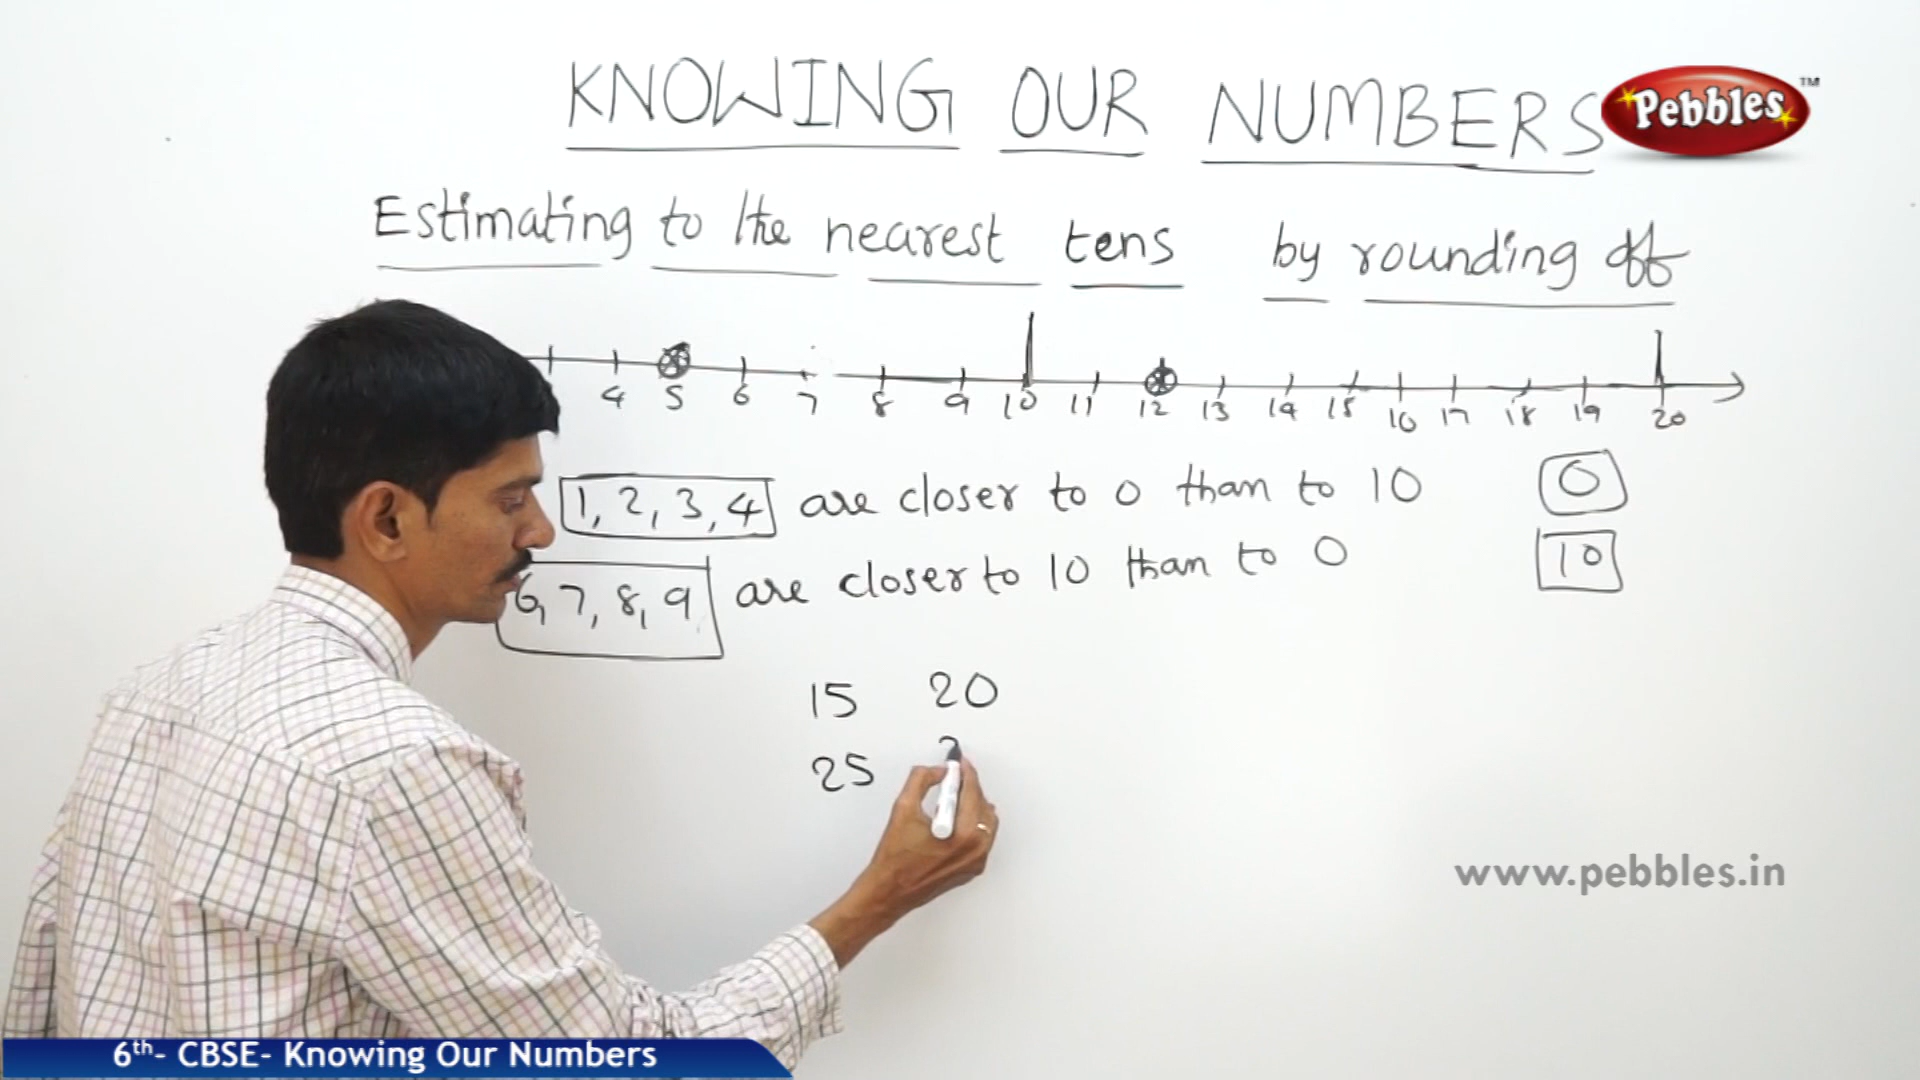 KNOWING OUR NUMBERS
Pebbles™
Estimating to the nearest tens by rounding off
4 5 6 7 8 9 10 11 12 13 14 15 16 17 18 19 20
1, 2, 3, 4 are closer to 0 than to 10 0
6, 7, 8, 9 are closer to 10 than to 0 10
15 20
25
www.pebbles.in
6th- CBSE- Knowing Our Numbers